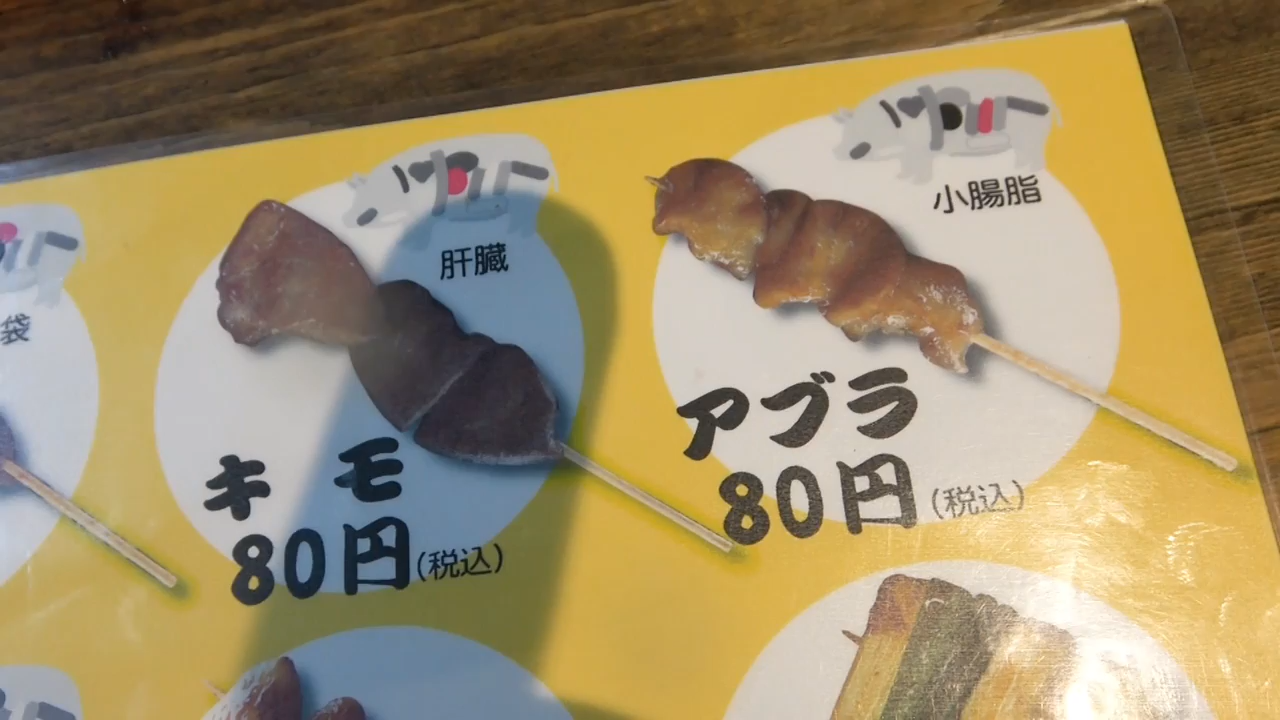 袋
肝臓
小腸脂
キモ
80円(税込)
アブラ
80円(税込)